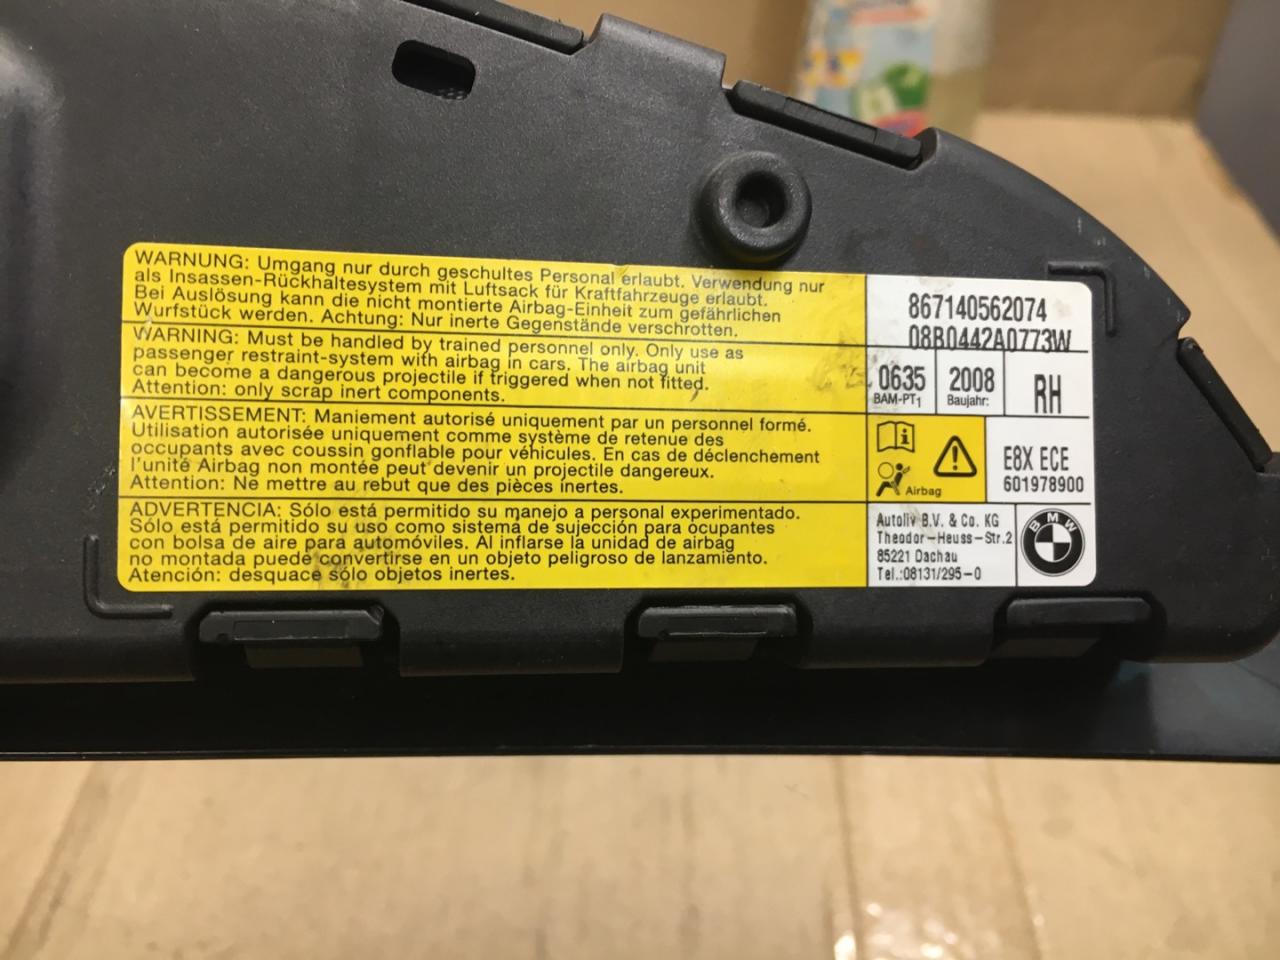 WARNUNG: Umgang nur durch geschultes Personal erlaubt. Verwendung nur
als Insassen-Rückhaltesystem mit Luftsack für Kraftfahrzeuge erlaubt.
Bei Auslösung kann die nicht montierte Airbag-Einheit zum gefährlichen
Wurfstück werden. Achtung: Nur inerte Gegenstände verschrotten.
WARNING: Must be handled by trained personnel only. Only use as
passenger restraint-system with airbag in cars. The airbag unit
can become a dangerous projectile if triggered when not fitted.
Attention: only scrap inert components.
AVERTISSEMENT: Maniement autorisé uniquement par un personnel formé.
Utilisation autorisée uniquement comme système de retenue des
occupants avec coussin gonflable pour véhicules. En cas de déclenchement
l'unité Airbag non montée peut devenir un projectile dangereux.
Attention: Ne mettre au rebut que des pièces inertes.
ADVERTENCIA: Sólo está permitido su manejo a personal experimentado.
Sólo está permitido su uso como sistema de sujección para ocupantes
con bolsa de aire para automóviles. Al inflarse la unidad de airbag
no montada puede convertirse en un objeto peligroso de lanzamiento.
Atención: desquace sólo objetos inertes.
867140562074
08B0442A0773W
0635
BAM-PT1
2008
Baujahr:
RH
Airbag
E8X ECE
601978900
Autoliv B.V. & Co. KG
Theodor-Heuss-Str.2
85221 Dachau
Tel.:08131/295-0
BMW